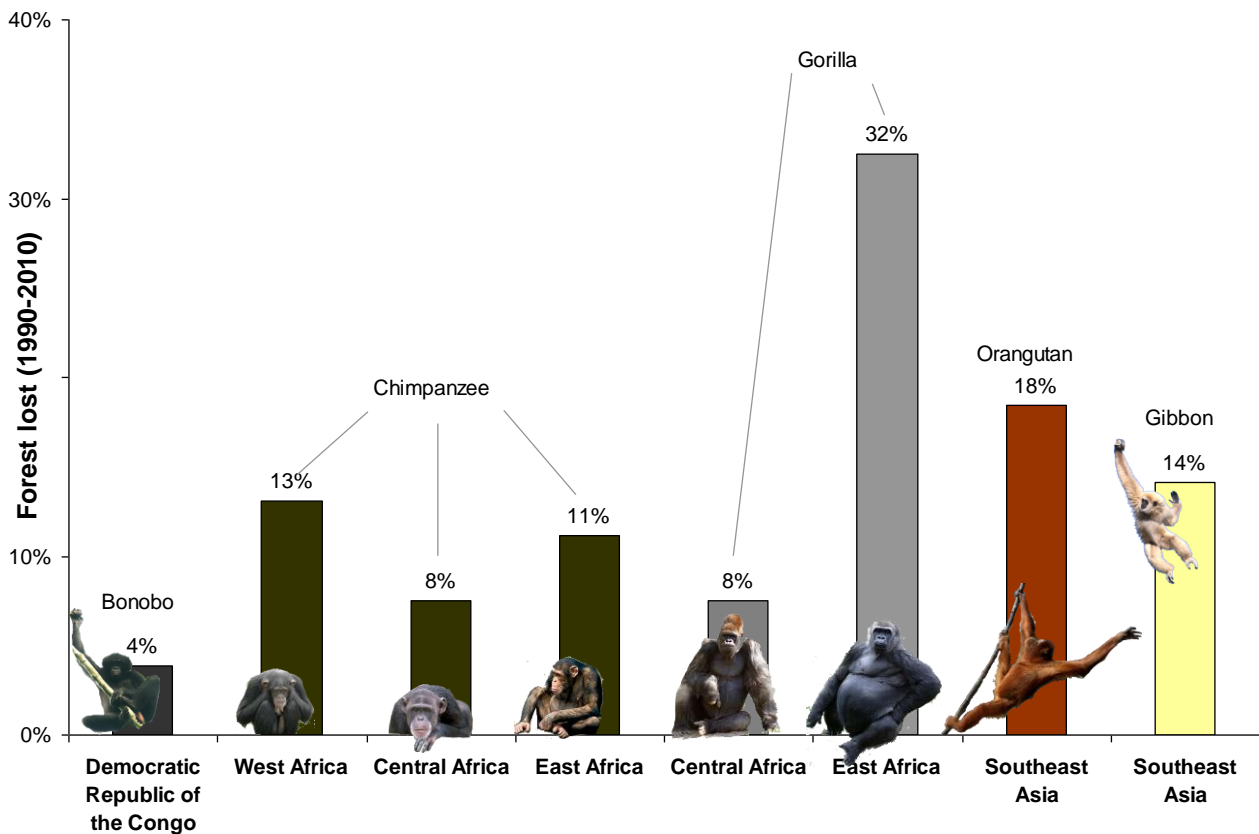 Forest lost (1990-2010)
40%
30%
10%
0%
Bonobo
4%
Chimpanzee
13%
8%
11%
Gorilla
8%
32%
Orangutan
18%
Gibbon
14%
Democratic
Republic of
the Congo
West Africa
Central Africa
East Africa
Central Africa
East Africa
Southeast
Asia
Southeast
Asia